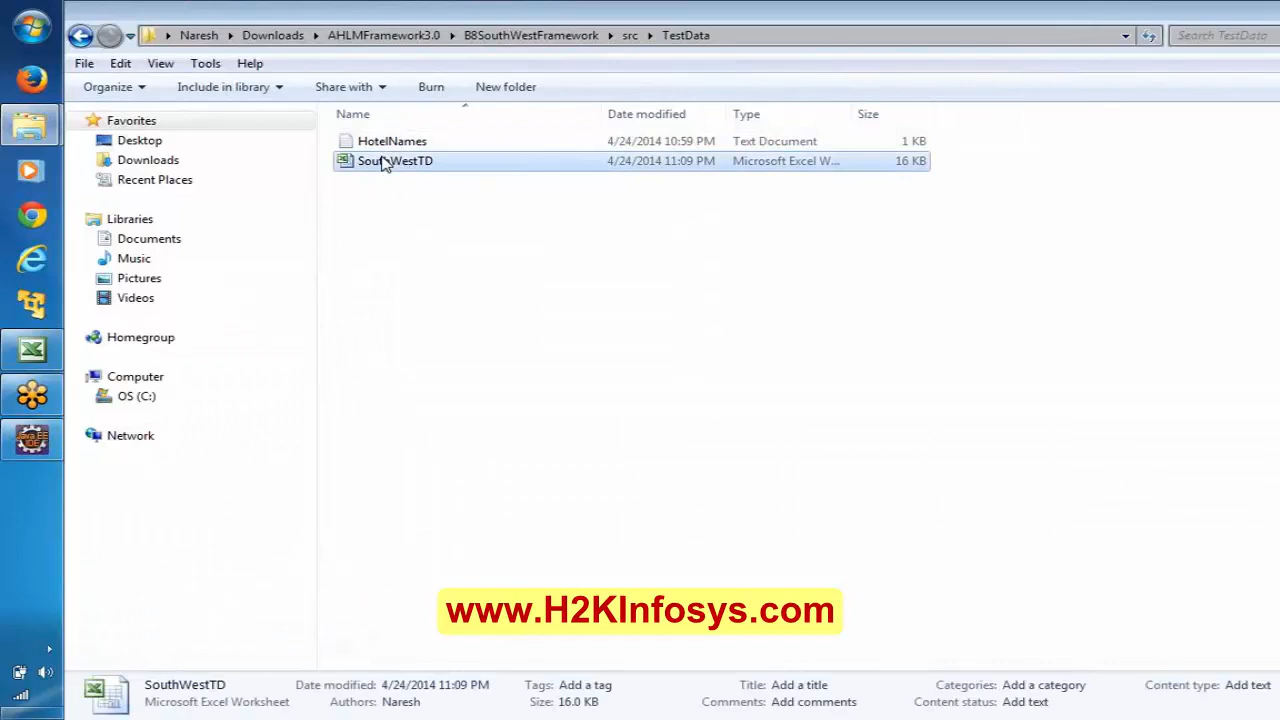 Naresh Downloads AHLMFramework3.0 B8SouthWestFramework src TestData Search TestData
File Edit View Tools Help
Organize Include in library Share with Burn New folder
Favorites
Desktop
Downloads
Recent Places
Libraries
Documents
Music
Pictures
Videos
Homegroup
Computer
OS (C:)
Network
Name Date modified Type Size
HotelNames 4/24/2014 10:59 PM Text Document 1 KB
SouthWestTD 4/24/2014 11:09 PM Microsoft Excel W... 16 KB
Java EE
IDE
www.H2KInfosys.com
SouthWestTD Date modified: 4/24/2014 11:09 PM Tags: Add a tag Title: Add a title Categories: Add a category Content type: Add text
Microsoft Excel Worksheet Authors: Naresh Size: 16.0 KB Comments: Add comments Content status: Add text